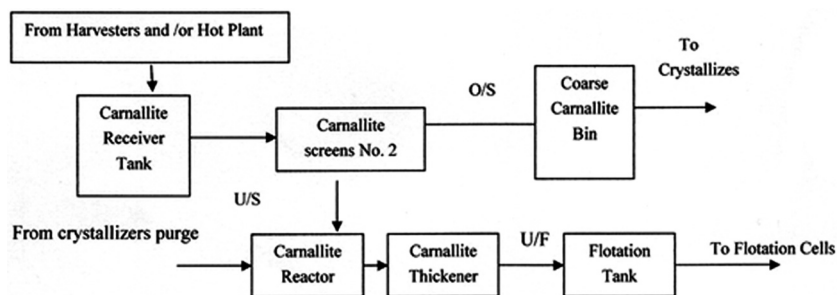 From Harvesters and /or Hot Plant
To
Crystallizes
O/S
Coarse
Carnallite
Bin
Carnallite
Receiver
Tank
Carnallite
screens No. 2
U/S
From crystallizers purge
U/F
Carnallite
Reactor
Carnallite
Thickener
Flotation
Tank
To Flotation Cells